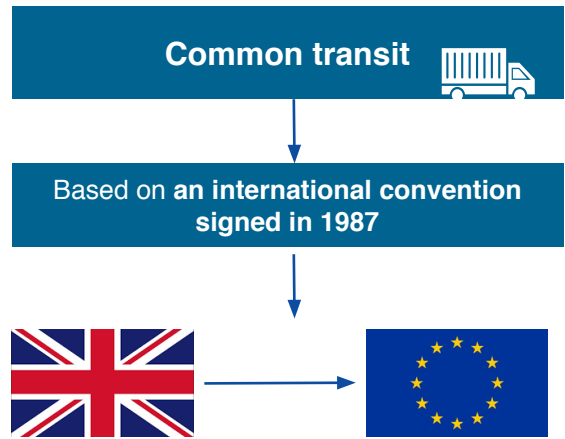 Common transit
Based on an international convention
signed in 1987